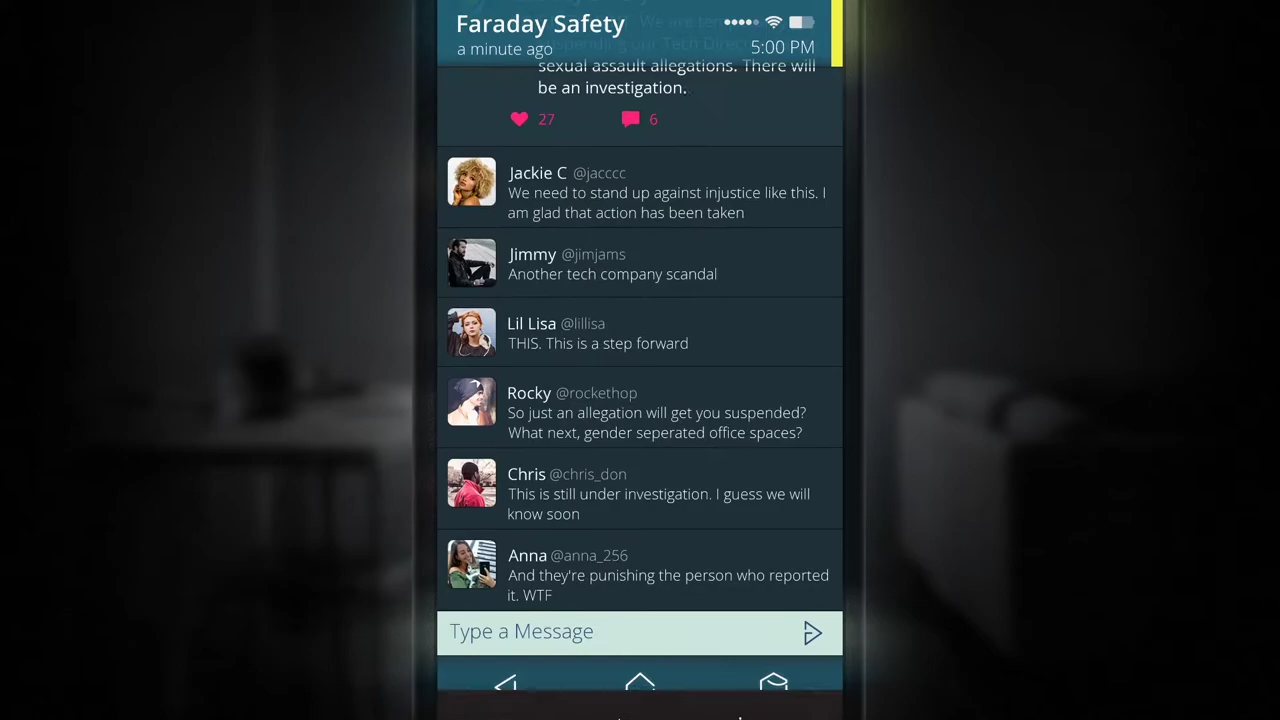 Faraday Safety
a minute ago
5:00 PM
sexual assault allegations. There will
be an investigation.
27
6
Jackie C @jacccc
We need to stand up against injustice like this. I
am glad that action has been taken
Jimmy @jimjams
Another tech company scandal
Lil Lisa @lillisa
THIS. This is a step forward
Rocky @rockethop
So just an allegation will get you suspended?
What next, gender seperated office spaces?
Chris @chris_don
This is still under investigation. I guess we will
know soon
Anna @anna_256
And they're punishing the person who reported
it. WTF
Type a Message